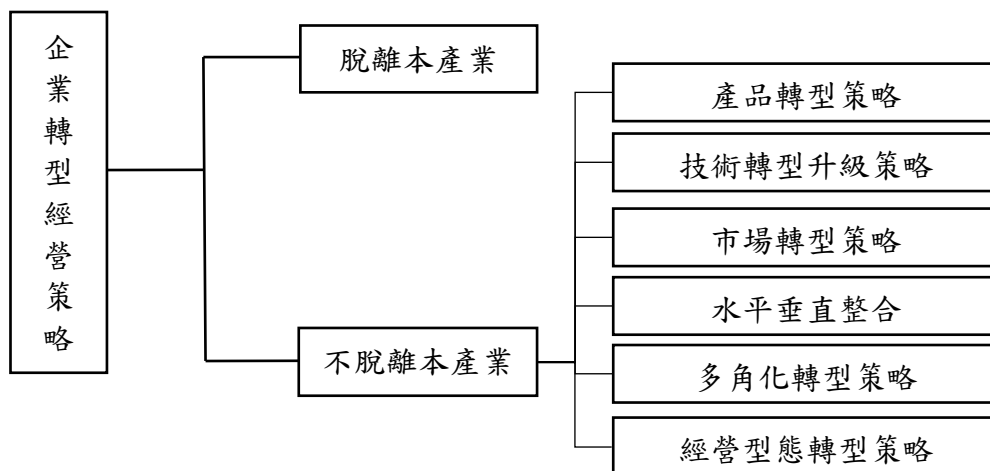 企業轉型經營策略
脫離本產業
不脫離本產業
產品轉型策略
技術轉型升級策略
市場轉型策略
水平垂直整合
多角化轉型策略
經營型態轉型策略